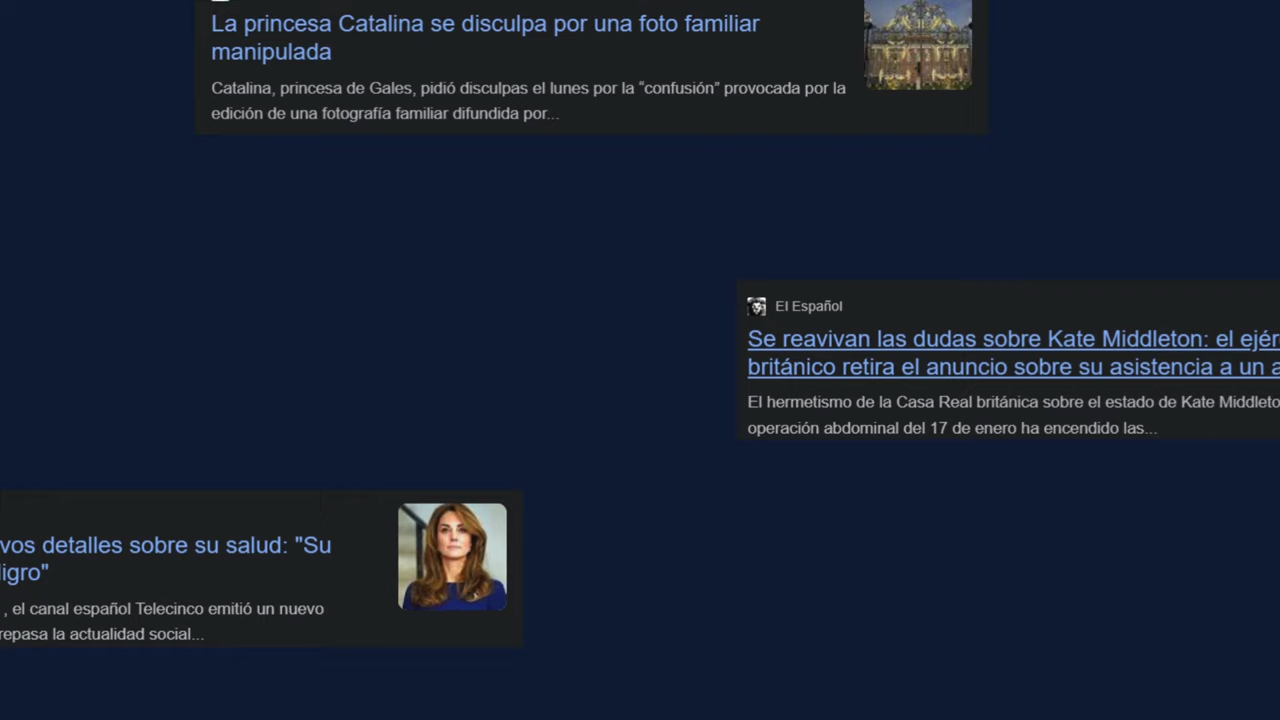 La princesa Catalina se disculpa por una foto familiar
manipulada
Catalina, princesa de Gales, pidió disculpas el lunes por la “confusión” provocada por la
edición de una fotografía familiar difundida por...
El Español
Se reavivan las dudas sobre Kate Middleton: el ejér
británico retira el anuncio sobre su asistencia a un a
El hermetismo de la Casa Real británica sobre el estado de Kate Middleto
operación abdominal del 17 de enero ha encendido las...
vos detalles sobre su salud: "Su
ligro"
, el canal español Telecinco emitió un nuevo
repasa la actualidad social...